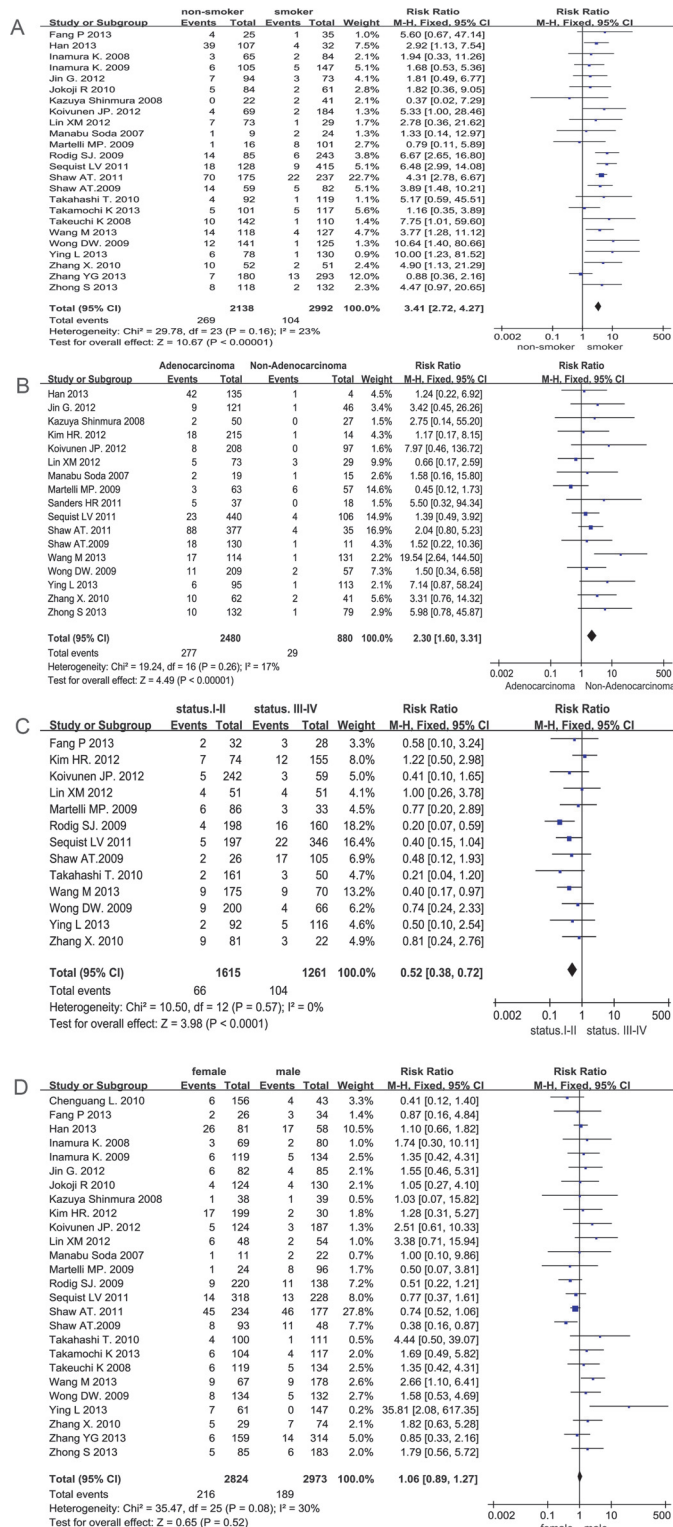 A
non-smoker smoker Risk Ratio Risk Ratio
Study or Subgroup Events Total Events Total Weight M-H, Fixed, 95% CI M-H, Fixed, 95% CI
Fang P 2013 4 25 1 35 1.0% 5.60 [0.67, 47.14]
Han 2013 39 107 4 32 7.5% 2.92 [1.13, 7.54]
Inamura K. 2008 3 65 2 84 2.1% 1.94 [0.33, 11.26]
Inamura K. 2009 6 105 5 147 5.1% 1.68 [0.53, 5.36]
Jin G. 2012 7 94 3 73 4.1% 1.81 [0.49, 6.77]
Jokoji R 2010 5 84 2 61 2.8% 1.82 [0.36, 9.05]
Kazuya Shinmura 2008 0 22 2 41 2.1% 0.37 [0.02, 7.29]
Koivunen JP. 2012 4 69 2 184 1.3% 5.33 [1.00, 28.46]
Lin XM 2012 7 73 1 29 1.7% 2.78 [0.36, 21.62]
Manabu Soda 2007 1 9 2 24 1.3% 1.33 [0.14, 12.97]
Martelli MP. 2009 1 16 8 101 2.7% 0.79 [0.11, 5.89]
Rodig SJ. 2009 14 85 6 243 3.8% 6.67 [2.65, 16.80]
Sequist LV 2011 18 128 9 415 5.1% 6.48 [2.99, 14.08]
Shaw AT. 2011 70 175 22 237 22.7% 4.31 [2.78, 6.67]
Shaw AT.2009 14 59 5 82 5.1% 3.89 [1.48, 10.21]
Takahashi T. 2010 4 92 1 119 1.1% 5.17 [0.59, 45.51]
Takamochi K 2013 5 101 5 117 5.6% 1.16 [0.35, 3.89]
Takeuchi K 2008 10 142 1 110 1.4% 7.75 [1.01, 59.60]
Wang M 2013 14 118 4 127 4.7% 3.77 [1.28, 11.12]
Wong DW. 2009 12 141 1 125 1.3% 10.64 [1.40, 80.66]
Ying L 2013 6 78 1 130 0.9% 10.00 [1.23, 81.52]
Zhang X. 2010 10 52 2 51 2.5% 4.90 [1.13, 21.29]
Zhang YG 2013 7 180 13 293 12.0% 0.88 [0.36, 2.16]
Zhong S 2013 8 118 2 132 2.3% 4.47 [0.97, 20.65]
Total (95% CI) 2138 2992 100.0% 3.41 [2.72, 4.27]
Total events 269 104
Heterogeneity: Chi² = 29.78, df = 23 (P = 0.16); I² = 23%
Test for overall effect: Z = 10.67 (P < 0.00001)
0.002 0.1 1 10 500
non-smoker smoker
B
Adenocarcinoma Non-Adenocarcinoma Risk Ratio Risk Ratio
Study or Subgroup Events Total Events Total Weight M-H, Fixed, 95% CI M-H, Fixed, 95% CI
Han 2013 42 135 1 4 4.5% 1.24 [0.22, 6.92]
Jin G. 2012 9 121 1 46 3.4% 3.42 [0.45, 26.26]
Kazuya Shinmura 2008 2 50 0 27 1.5% 2.75 [0.14, 55.20]
Kim HR. 2012 18 215 1 14 4.4% 1.17 [0.17, 8.15]
Koivunen JP. 2012 8 208 0 97 1.6% 7.97 [0.46, 136.72]
Lin XM 2012 5 73 3 29 10.0% 0.66 [0.17, 2.59]
Manabu Soda 2007 2 19 1 15 2.6% 1.58 [0.16, 15.80]
Martelli MP. 2009 3 63 6 57 14.6% 0.45 [0.12, 1.73]
Sanders HR 2011 5 37 0 18 1.6% 5.50 [0.32, 94.34]
Sequist LV 2011 23 440 4 106 15.0% 1.39 [0.49, 3.92]
Shaw AT. 2011 88 377 4 35 16.9% 2.04 [0.80, 5.23]
Shaw AT.2009 18 130 1 11 4.3% 1.52 [0.22, 10.36]
Wang M 2013 17 114 1 131 2.2% 19.54 [2.64, 144.50]
Wong DW. 2009 11 209 2 57 7.3% 1.50 [0.34, 6.58]
Ying L 2013 6 95 1 113 2.1% 7.14 [0.87, 58.24]
Zhang X. 2010 10 62 2 41 5.6% 3.31 [0.76, 14.32]
Zhong S 2013 10 132 1 79 2.9% 5.98 [0.78, 45.87]
Total (95% CI) 2480 880 100.0% 2.30 [1.60, 3.31]
Total events 277 29
Heterogeneity: Chi² = 19.24, df = 16 (P = 0.26); I² = 17%
Test for overall effect: Z = 4.49 (P < 0.00001)
0.002 0.1 1 10 500
Adenocarcinoma Non-Adenocarcinoma
C
status.I-II status. III-IV Risk Ratio Risk Ratio
Study or Subgroup Events Total Events Total Weight M-H, Fixed, 95% CI M-H, Fixed, 95% CI
Fang P 2013 2 32 3 28 3.3% 0.58 [0.10, 3.24]
Kim HR. 2012 7 74 12 155 8.0% 1.22 [0.50, 2.98]
Koivunen JP. 2012 5 242 3 59 5.0% 0.41 [0.10, 1.65]
Lin XM 2012 4 51 4 51 4.1% 1.00 [0.26, 3.78]
Martelli MP. 2009 6 86 3 33 4.5% 0.77 [0.20, 2.89]
Rodig SJ. 2009 4 198 16 160 18.2% 0.20 [0.07, 0.59]
Sequist LV 2011 5 197 22 346 16.4% 0.40 [0.15, 1.04]
Shaw AT.2009 2 26 17 105 6.9% 0.48 [0.12, 1.93]
Takahashi T. 2010 2 161 3 50 4.7% 0.21 [0.04, 1.20]
Wang M 2013 9 175 9 70 13.2% 0.40 [0.17, 0.97]
Wong DW. 2009 9 200 4 66 6.2% 0.74 [0.24, 2.33]
Ying L 2013 2 92 5 116 4.6% 0.50 [0.10, 2.54]
Zhang X. 2010 9 81 3 22 4.9% 0.81 [0.24, 2.76]
Total (95% CI) 1615 1261 100.0% 0.52 [0.38, 0.72]
Total events 66 104
Heterogeneity: Chi² = 10.50, df = 12 (P = 0.57); I² = 0%
Test for overall effect: Z = 3.98 (P < 0.0001)
0.002 0.1 1 10 500
status.I-II status. III-IV
D
female male Risk Ratio Risk Ratio
Study or Subgroup Events Total Events Total Weight M-H, Fixed, 95% CI M-H, Fixed, 95% CI
Chenguang L. 2010 6 156 4 43 3.3% 0.41 [0.12, 1.40]
Fang P 2013 2 26 3 34 1.4% 0.87 [0.16, 4.84]
Han 2013 26 81 17 58 10.5% 1.10 [0.66, 1.82]
Inamura K. 2008 3 69 2 80 1.0% 1.74 [0.30, 10.11]
Inamura K. 2009 6 119 5 134 2.5% 1.35 [0.42, 4.31]
Jin G. 2012 6 82 4 85 2.1% 1.55 [0.46, 5.31]
Jokoji R 2010 4 124 4 130 2.1% 1.05 [0.27, 4.10]
Kazuya Shinmura 2008 1 38 1 39 0.5% 1.03 [0.07, 15.82]
Kim HR. 2012 17 199 2 30 1.8% 1.28 [0.31, 5.27]
Koivunen JP. 2012 5 124 3 187 1.3% 2.51 [0.61, 10.33]
Lin XM 2012 6 48 2 54 1.0% 3.38 [0.71, 15.94]
Manabu Soda 2007 1 11 2 22 0.7% 1.00 [0.10, 9.86]
Martelli MP. 2009 1 24 8 96 1.7% 0.50 [0.07, 3.81]
Rodig SJ. 2009 9 220 11 138 7.2% 0.51 [0.22, 1.21]
Sequist LV 2011 14 318 13 228 8.0% 0.77 [0.37, 1.61]
Shaw AT. 2011 45 234 46 177 27.8% 0.74 [0.52, 1.06]
Shaw AT.2009 8 93 11 48 7.7% 0.38 [0.16, 0.87]
Takahashi T. 2010 4 100 1 111 0.5% 4.44 [0.50, 39.07]
Takamochi K 2013 6 104 4 117 2.0% 1.69 [0.49, 5.82]
Takeuchi K 2008 6 119 5 134 2.5% 1.35 [0.42, 4.31]
Wang M 2013 9 67 9 178 2.6% 2.66 [1.10, 6.41]
Wong DW. 2009 8 134 5 132 2.7% 1.58 [0.53, 4.69]
Ying L 2013 7 61 0 147 0.2% 35.81 [2.08, 617.35]
Zhang X. 2010 5 29 7 74 2.1% 1.82 [0.63, 5.28]
Zhang YG 2013 6 159 14 314 5.0% 0.85 [0.33, 2.16]
Zhong S 2013 5 85 6 183 2.0% 1.79 [0.56, 5.72]
Total (95% CI) 2824 2973 100.0% 1.06 [0.89, 1.27]
Total events 216 189
Heterogeneity: Chi² = 35.47, df = 25 (P = 0.08); I² = 30%
Test for overall effect: Z = 0.65 (P = 0.52)
0.002 0.1 1 10 500
female male